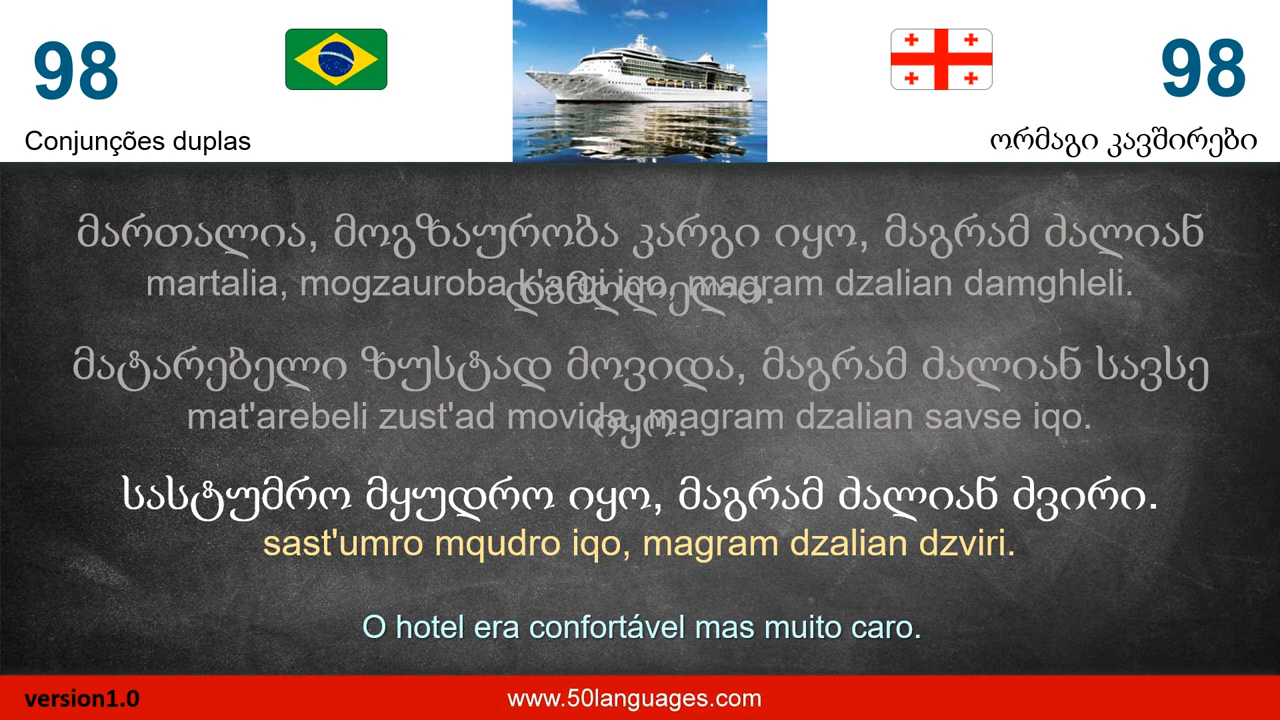 98
98
Conjunções duplas
ორმაგი კავშირები
მართალია, მოგზაურობა კარგი იყო, მაგრამ ძალიან
დამღლელი.
martalia, mogzauroba k'argi iqo, magram dzalian damghleli.
მატარებელი ზუსტად მოვიდა, მაგრამ ძალიან სავსე
იყო.
mat'arebeli zust'ad movida, magram dzalian savse iqo.
სასტუმრო მყუდრო იყო, მაგრამ ძალიან ძვირი.
sast'umro mqudro iqo, magram dzalian dzviri.
O hotel era confortável mas muito caro.
version1.0
www.50languages.com